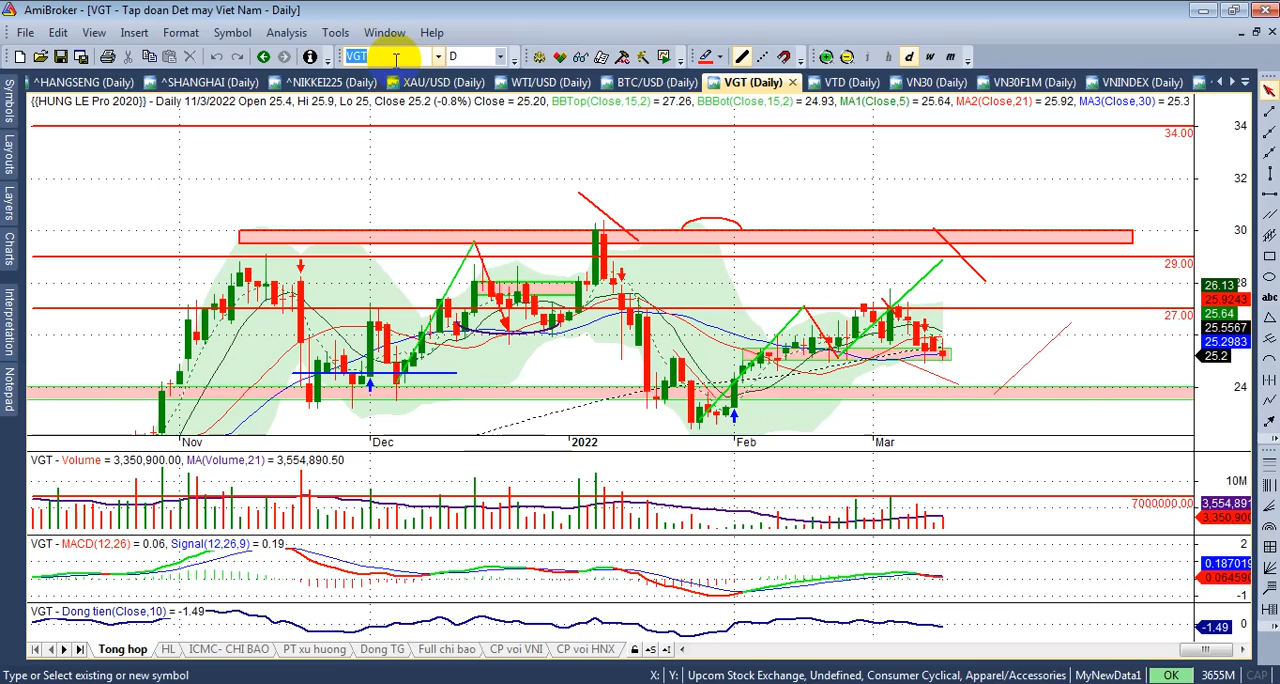 AmiBroker - [VGT - Tap doan Det may Viet Nam - Daily]
File Edit View Insert Format Symbol Analysis Tools Window Help
VGT D i h d w m
^HANGSENG (Daily) ^SHANGHAI (Daily) ^NIKKEI225 (Daily) XAU/USD (Daily) WTI/USD (Daily) BTC/USD (Daily) VGT (Daily) VTD (Daily) VN30 (Daily) VN30F1M (Daily) VNINDEX (Daily)
{{HUNG LE Pro 2020}} - Daily 11/3/2022 Open 25.4, Hi 25.9, Lo 25, Close 25.2 (-0.8%) Close = 25.20, BBTop(Close,15,2) = 27.26, BBBot(Close,15,2) = 24.93, MA1(Close,5) = 25.64, MA2(Close,21) = 25.92, MA3(Close,30) = 25.3
Symbols
Layouts
Layers
Charts
Interpretation
Notepad
34
34.00
32
30
29.00
28
26.13
25.9243
27.00
25.64
25.5567
25.2983
25.2
24
Nov Dec 2022 Feb Mar
VGT - Volume = 3,350,900.00, MA(Volume,21) = 3,554,890.50
10M
7000000.00
3,554,891
3,350,900
VGT - MACD(12,26) = 0.06, Signal(12,26,9) = 0.19
2
0.187019
0.064590
-1
VGT - Dong tien(Close,10) = -1.49
0
-1.49
Tong hop HL ICMC- CHI BAO PT xu huong Dong TG Full chi bao CP voi VNI CP voi HNX
Type or Select existing or new symbol X: Y: Upcom Stock Exchange, Undefined, Consumer Cyclical, Apparel/Accessories MyNewData1 OK 3655M CAP
abc